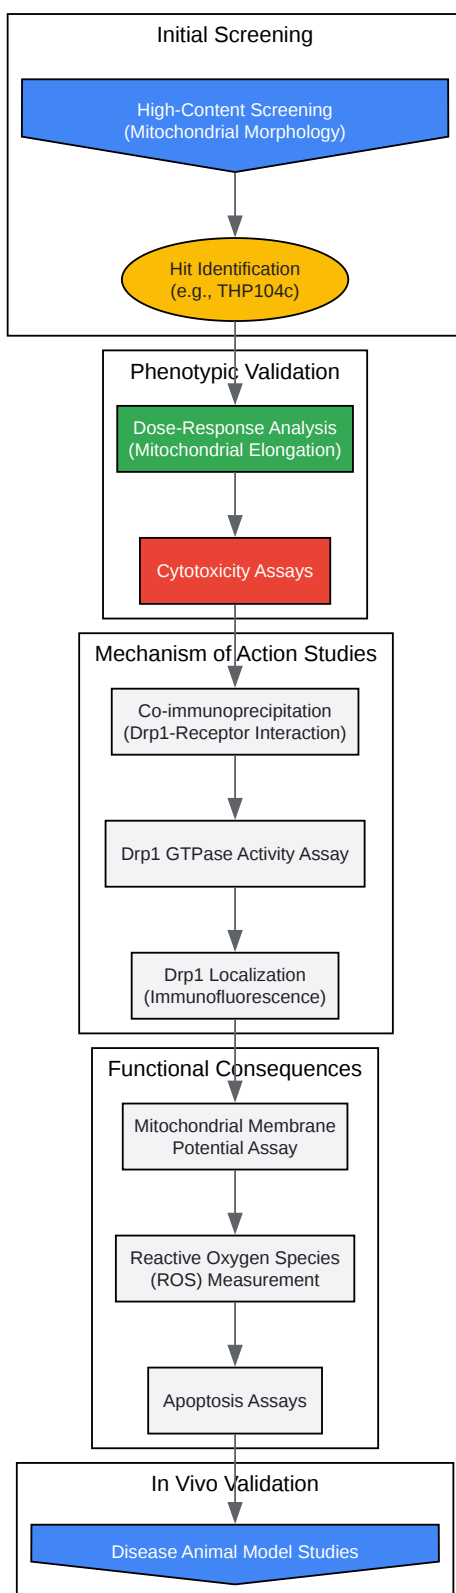 Initial Screening
High-Content Screening
(Mitochondrial Morphology)
Hit Identification
(e.g., THP104c)
Phenotypic Validation
Dose-Response Analysis
(Mitochondrial Elongation)
Cytotoxicity Assays
Mechanism of Action Studies
Co-immunoprecipitation
(Drp1-Receptor Interaction)
Drp1 GTPase Activity Assay
Drp1 Localization
(Immunofluorescence)
Functional Consequences
Mitochondrial Membrane
Potential Assay
Reactive Oxygen Species
(ROS) Measurement
Apoptosis Assays
In Vivo Validation
Disease Animal Model Studies